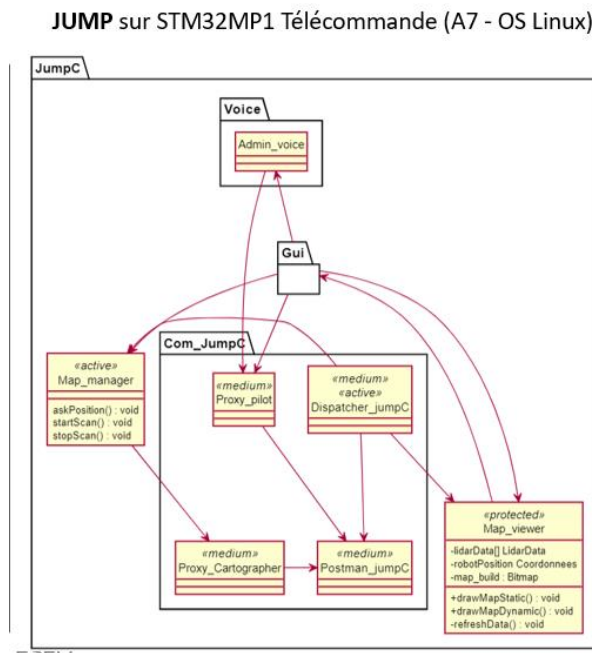 JUMP sur STM32MP1 Télécommande (A7 - OS Linux)
JumpC
Voice
Admin_voice
Gui
Com_JumpC
«active»
Map_manager
askPosition() : void
startScan() : void
stopScan() : void
«medium»
Proxy_pilot
«medium»
«active»
Dispatcher_jumpC
«medium»
Proxy_Cartographer
«medium»
Postman_jumpC
«protected»
Map_viewer
-lidarData[] LidarData
-robotPosition Coordonnees
-map_build : Bitmap
+drawMapStatic() : void
+drawMapDynamic() : void
-refreshData() : void